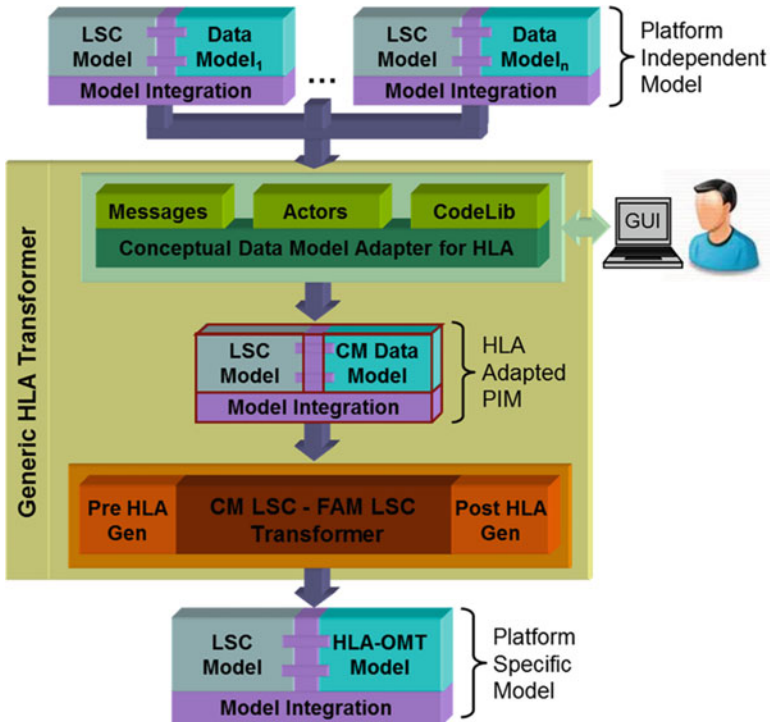 LSC
Model
Data
Model1
Model Integration
...
LSC
Model
Data
Modeln
Model Integration
Platform
Independent
Model
Generic HLA Transformer
Messages
Actors
CodeLib
Conceptual Data Model Adapter for HLA
GUI
LSC
Model
CM Data
Model
Model Integration
HLA
Adapted
PIM
Pre HLA
Gen
CM LSC - FAM LSC
Transformer
Post HLA
Gen
LSC
Model
HLA-OMT
Model
Model Integration
Platform
Specific
Model